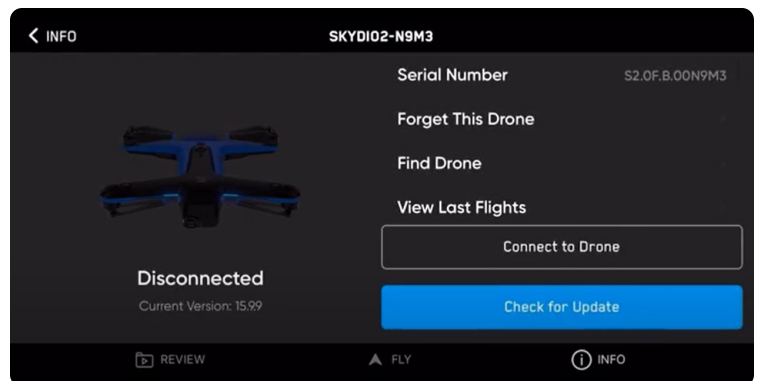 INFO
SKYDIO2-N9M3
Serial Number S2.0F.B.00N9M3
Forget This Drone
Find Drone
View Last Flights
Connect to Drone
Disconnected
Current Version: 15.9.9
Check for Update
REVIEW
FLY
INFO